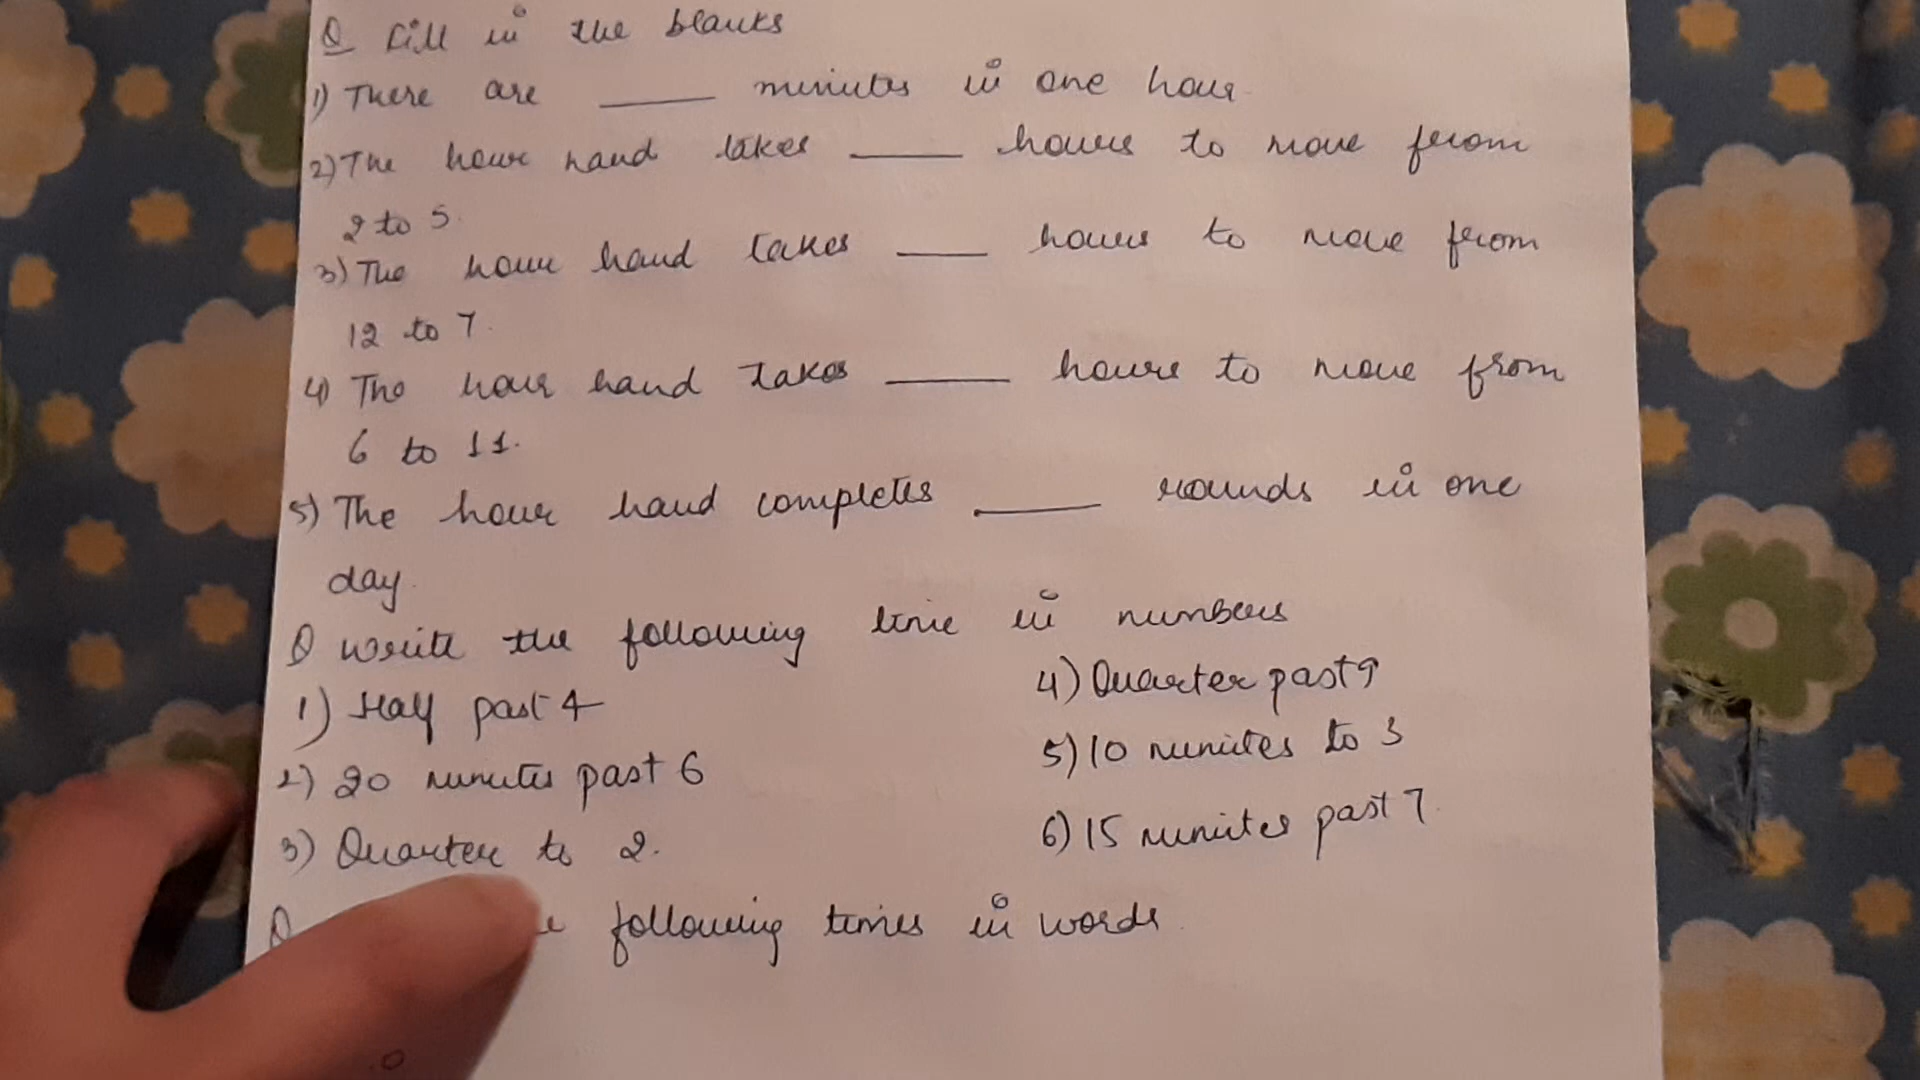 Q Fill in the blanks
1) There are ____ minutes in one hour
2) The hour hand takes ____ hours to move from
2 to 5.
3) The hour hand takes ____ hours to move from
12 to 7.
4) The hour hand takes ____ hours to move from
6 to 11.
5) The hour hand completes ____ rounds in one
day.
Q write the following time in numbers
1) Half past 4
2) 20 minutes past 6
3) Quarter to 2.
4) Quarter past 9
5) 10 minutes to 3
6) 15 minutes past 7.
Q following times in words